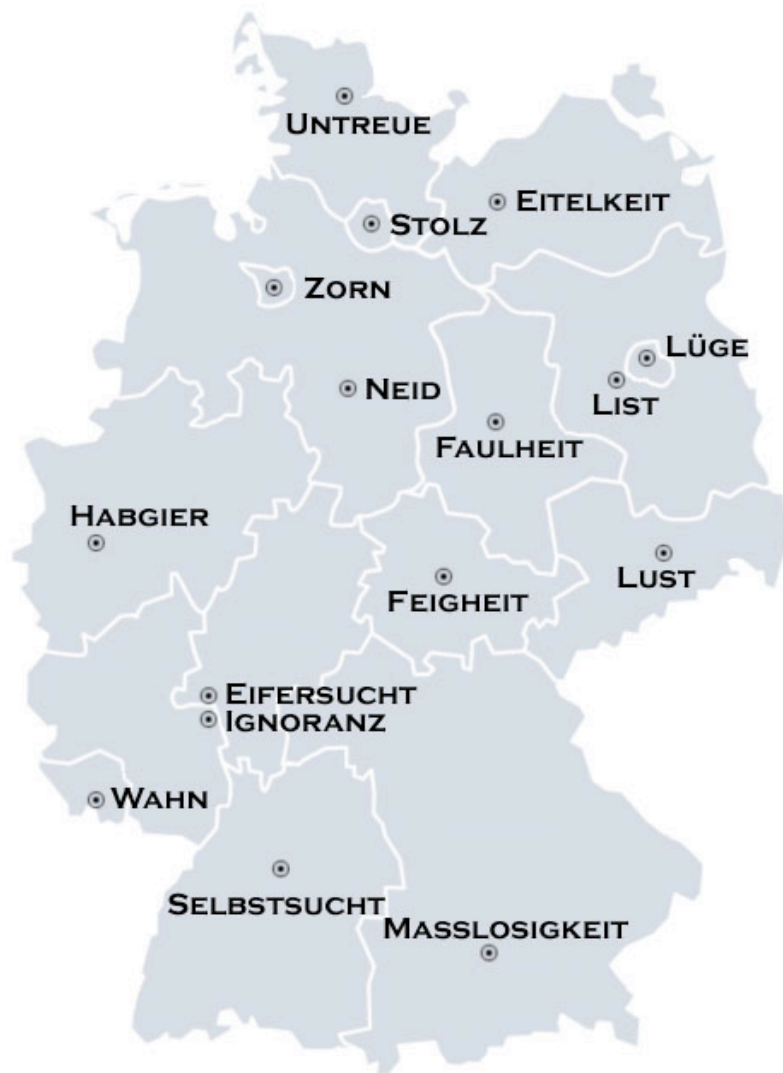 UNTREUE
EITELKEIT
STOLZ
ZORN
LÜGE
LIST
NEID
FAULHEIT
HABGIER
LUST
FEIGHEIT
EIFERSUCHT
IGNORANZ
WAHN
SELBSTSUCHT
MASSLOSIGKEIT